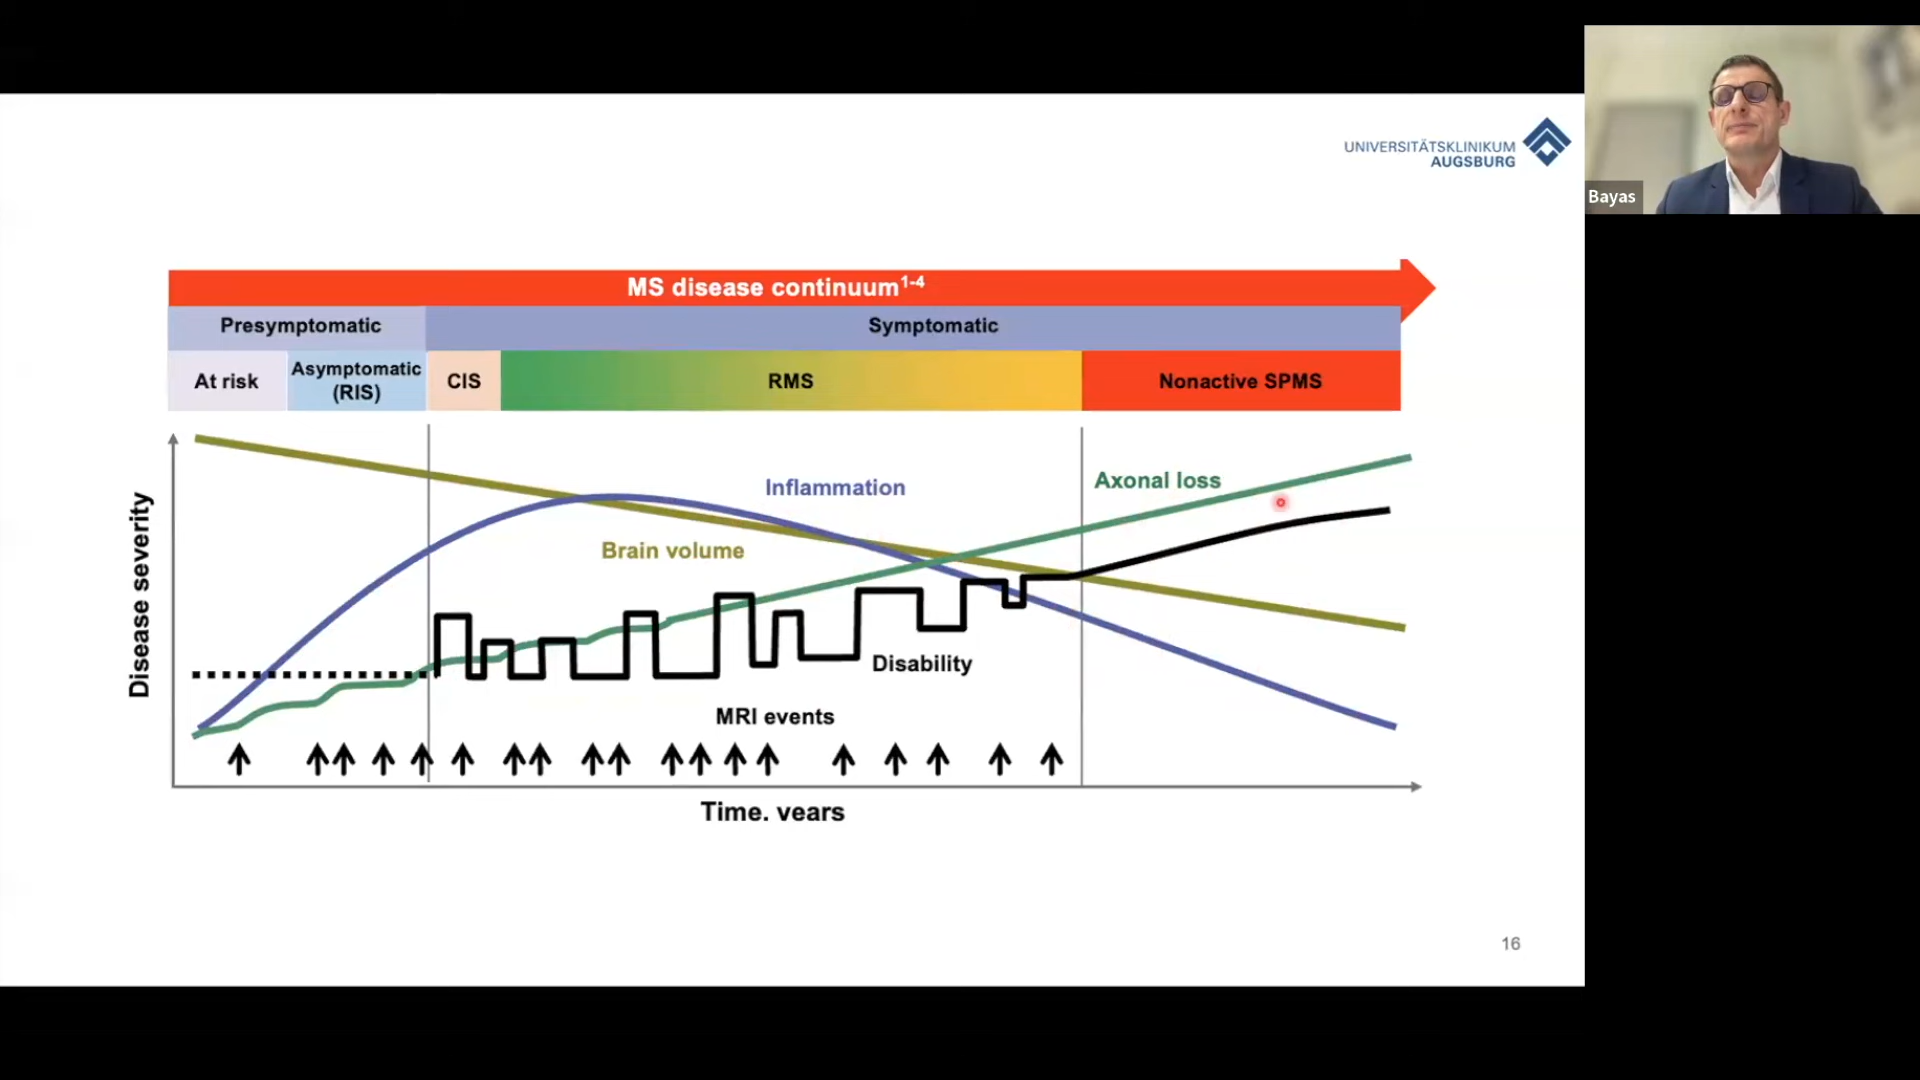 UNIVERSITÄTSKLINIKUM
AUGSBURG
Bayas
MS disease continuum¹⁻⁴
Presymptomatic
Symptomatic
At risk
Asymptomatic
(RIS)
CIS
RMS
Nonactive SPMS
Disease severity
Inflammation
Axonal loss
Brain volume
Disability
MRI events
Time. vears
16